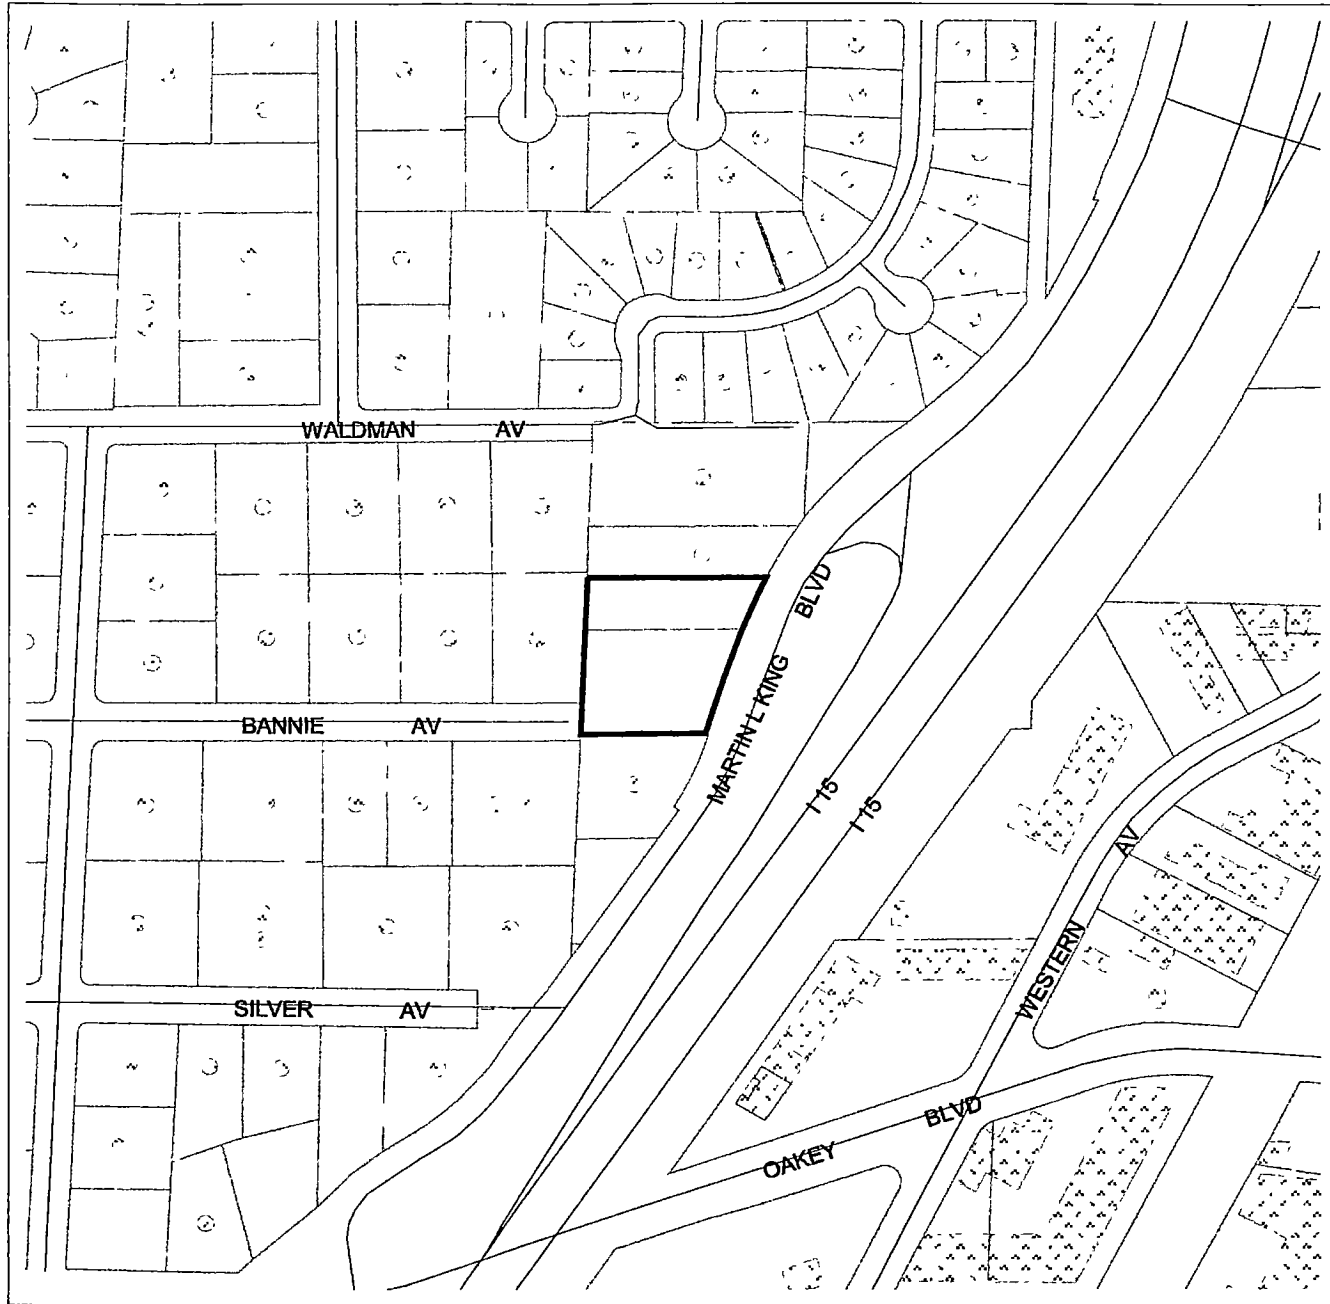 WALDMAN AV
BLVD
MARTIN L KING
BANNIE AV
I 15
I 15
AV
WESTERN
SILVER AV
BLVD
OAKEY